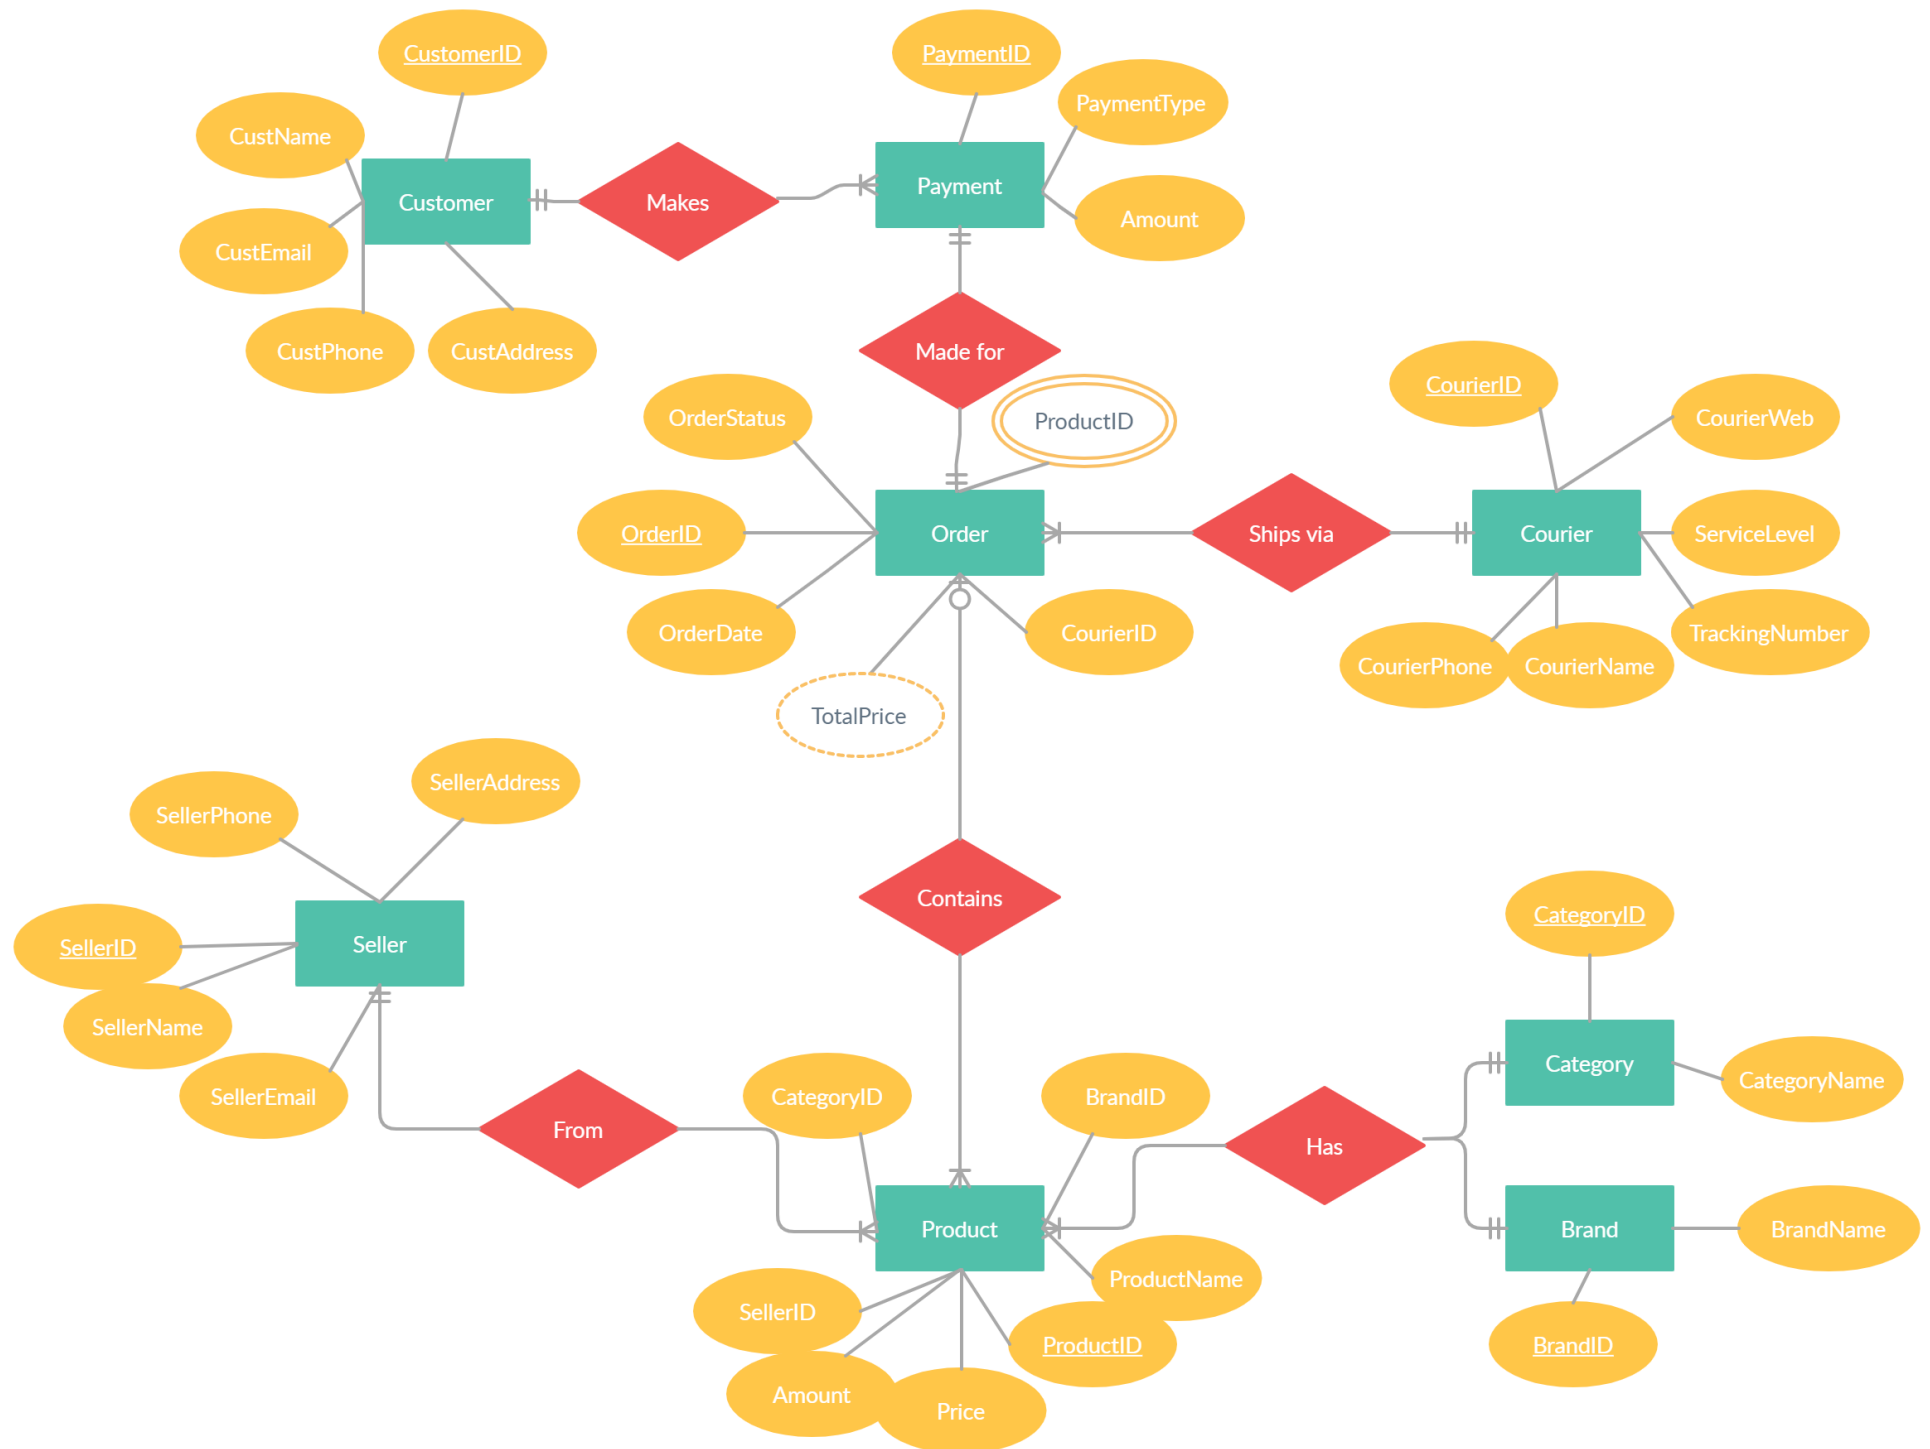 CustomerID
PaymentID
PaymentType
CustName
Customer
Makes
Payment
Amount
CustEmail
CustPhone
CustAddress
Made for
OrderStatus
ProductID
CourierID
CourierWeb
OrderID
Order
Ships via
Courier
ServiceLevel
OrderDate
CourierID
TrackingNumber
CourierPhone
CourierName
TotalPrice
SellerAddress
SellerPhone
Contains
CategoryID
SellerID
Seller
SellerName
Category
CategoryName
SellerEmail
CategoryID
BrandID
From
Has
Product
Brand
BrandName
ProductName
SellerID
ProductID
BrandID
Amount
Price